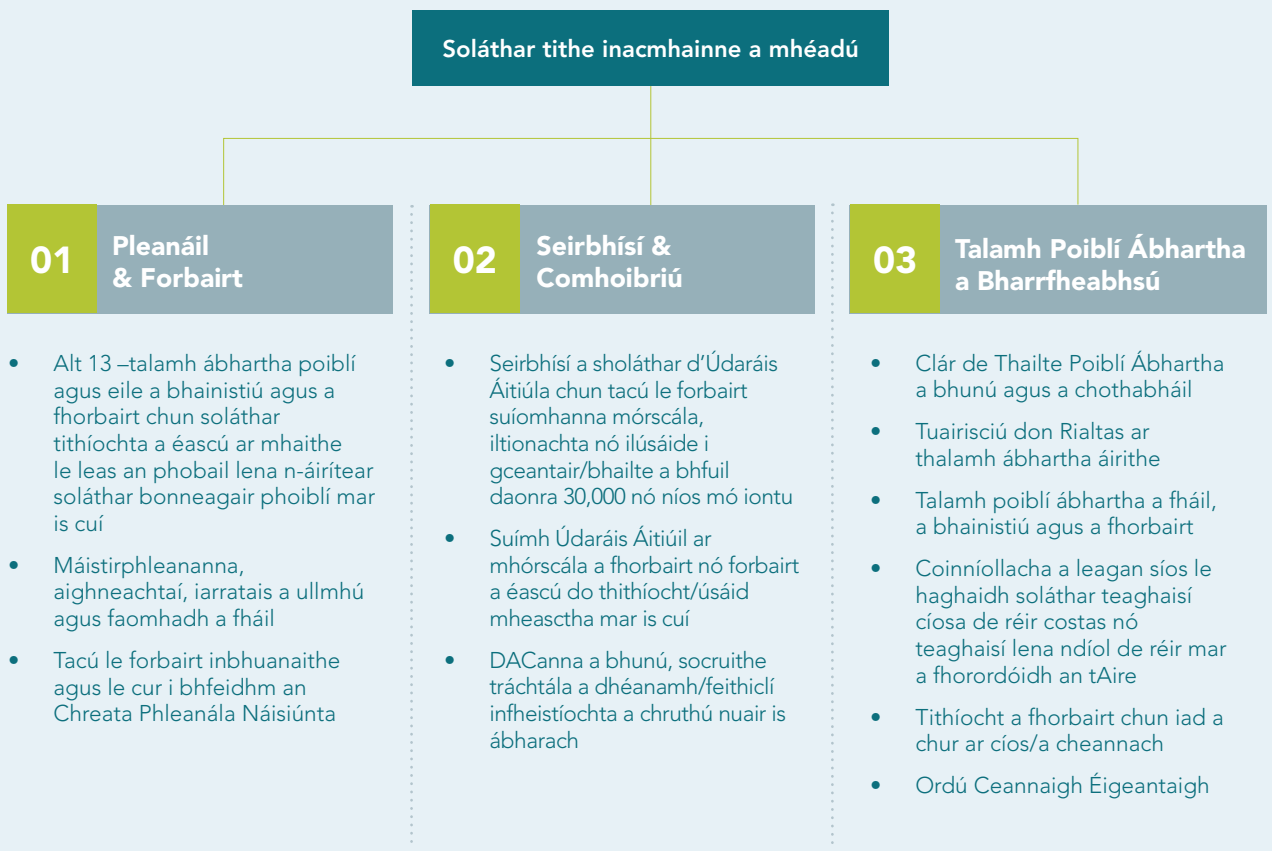 Soláthar tithe inacmhainne a mhéadú
01
Pleanáil
& Forbairt
• Alt 13 –talamh ábhartha poiblí
agus eile a bhainistiú agus a
fhorbairt chun soláthar
tithíochta a éascú ar mhaithe
le leas an phobail lena n-áirítear
soláthar bonneagair phoiblí mar
is cuí
• Máistirphleananna,
aighneachtaí, iarratais a ullmhú
agus faomhadh a fháil
• Tacú le forbairt inbhuanaithe
agus le cur i bhfeidhm an
Chreata Phleanála Náisiúnta
02
Seirbhísí &
Comhoibriú
• Seirbhísí a sholáthar d’Údaráis
Áitiúla chun tacú le forbairt
suíomhanna mórscála,
iltionachta nó ilúsáide i
gceantair/bhailte a bhfuil
daonra 30,000 nó níos mó iontu
• Suímh Údaráis Áitiúil ar
mhórscála a fhorbairt nó forbairt
a éascú do thithíocht/úsáid
mheasctha mar is cuí
• DACanna a bhunú, socruithe
tráchtála a dhéanamh/feithiclí
infheistíochta a chruthú nuair is
ábharach
03
Talamh Poiblí Ábhartha
a Bharrfheabhsú
• Clár de Thailte Poiblí Ábhartha
a bhunú agus a chothabháil
• Tuairisciú don Rialtas ar
thalamh ábhartha áirithe
• Talamh poiblí ábhartha a fháil,
a bhainistiú agus a fhorbairt
• Coinníollacha a leagan síos le
haghaidh soláthar teaghaisí
cíosa de réir costas nó
teaghaisí lena ndíol de réir mar
a fhorordóidh an tAire
• Tithíocht a fhorbairt chun iad a
chur ar cíos/a cheannach
• Ordú Ceannaigh Éigeantaigh